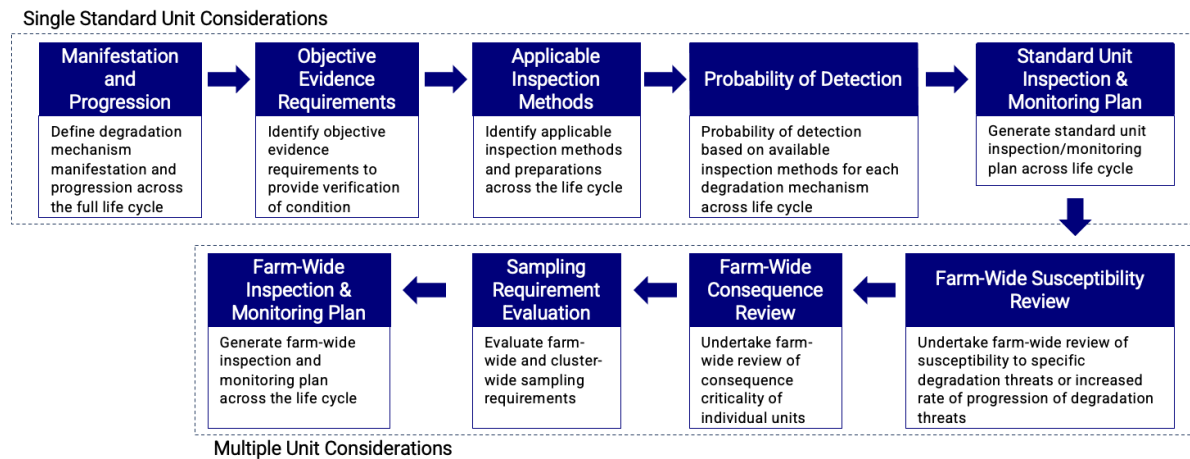 Single Standard Unit Considerations
Manifestation
and
Progression
Define degradation
mechanism
manifestation and
progression across
the full life cycle
Objective
Evidence
Requirements
Identify objective
evidence
requirements to
provide verification
of condition
Applicable
Inspection
Methods
Identify applicable
inspection methods
and preparations
across the life cycle
Probability of Detection
Probability of detection
based on available
inspection methods for each
degradation mechanism
across life cycle
Standard Unit
Inspection &
Monitoring Plan
Generate standard unit
inspection/monitoring
plan across life cycle
Farm-Wide Susceptibility
Review
Undertake farm-wide review of
susceptibility to specific
degradation threats or increased
rate of progression of degradation
threats
Farm-Wide
Consequence
Review
Undertake farm-
wide review of
consequence
criticality of
individual units
Sampling
Requirement
Evaluation
Evaluate farm-
wide and cluster-
wide sampling
requirements
Farm-Wide
Inspection &
Monitoring Plan
Generate farm-wide
inspection and
monitoring plan
across the life cycle
Multiple Unit Considerations